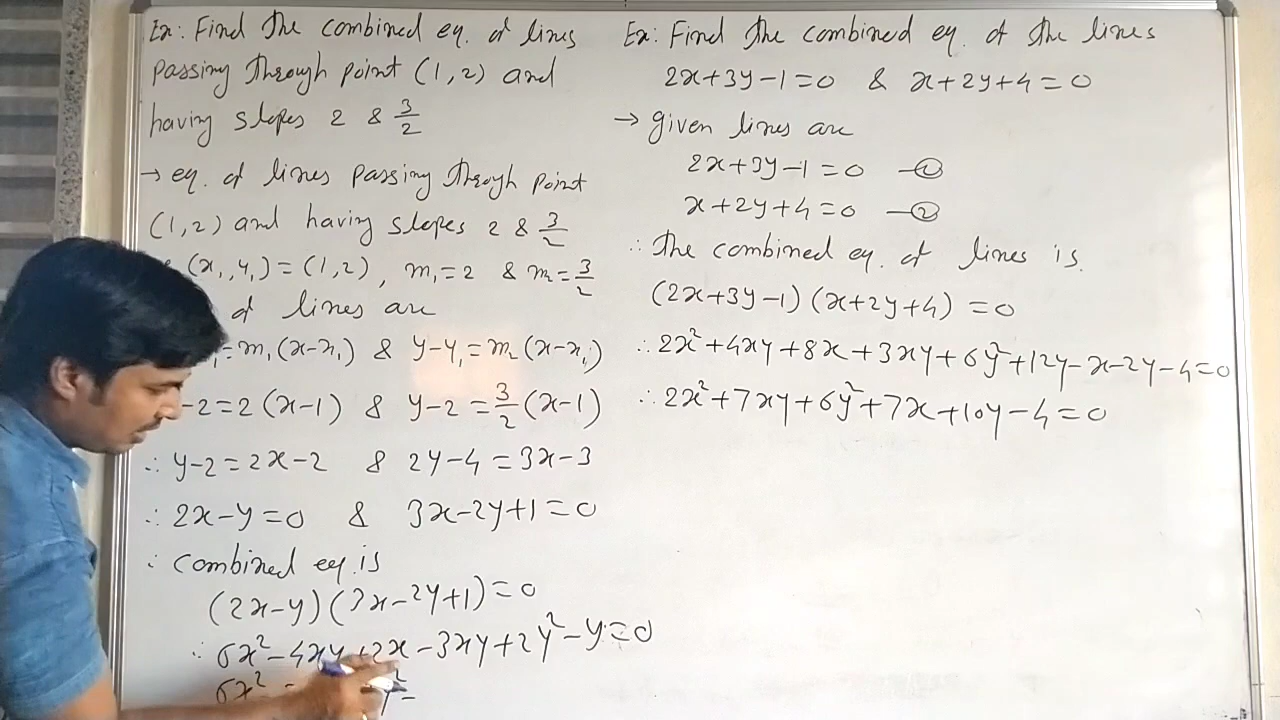 Ex: Find the combined eq. of lines
passing through point (1,2) and
having slopes 2 & 3/2
→ eq. of lines passing through point
(1,2) and having slopes 2 & 3/2
(x₁,y₁)=(1,2), m₁=2 & m₂=3/2
of lines are
₁=m₁(x-x₁) & y-y₁=m₂(x-x₁)
-2=2(x-1) & y-2=3/2(x-1)
∴ y-2=2x-2 & 2y-4=3x-3
∴ 2x-y=0 & 3x-2y+1=0
∴ combined eq. is
(2x-y)(3x-2y+1)=0
∴ 6x²-4xy+2x-3xy+2y²-y=0
6x²
Ex: Find the combined eq. of the lines
2x+3y-1=0 & x+2y+4=0
→ given lines are
2x+3y-1=0 —①
x+2y+4=0 —②
∴ the combined eq. of lines is.
(2x+3y-1)(x+2y+4)=0
∴ 2x²+4xy+8x+3xy+6y²+12y-x-2y-4=0
∴ 2x²+7xy+6y²+7x+10y-4=0